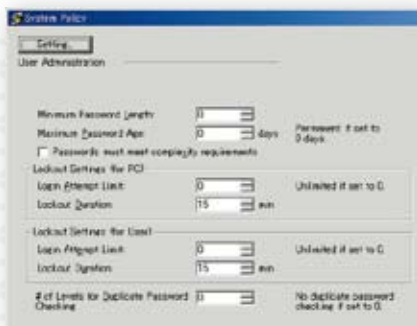 System Policy
Setting...
User Administration
Minimum Password Length: 0
Maximum Password Age: 0 days Permanent if set to 0 days.
Passwords must meet complexity requirements
Lockout Settings (for PC)
Login Attempt Limit: 0 Unlimited if set to 0.
Lockout Duration: 15 min
Lockout Settings (for
Login Attempt Limit: 0 Unlimited if set to 0.
Lockout Duration: 15 min
# of Levels for Duplicate Password Checking 0 No duplicate password checking if set to 0.